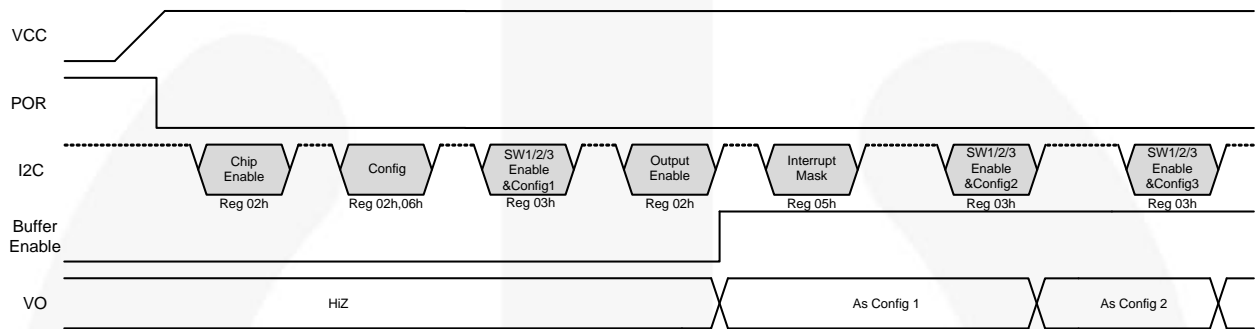 VCC
POR
I2C
Chip
Enable
Reg 02h
Config
Reg 02h,06h
SW1/2/3
Enable
&Config1
Reg 03h
Output
Enable
Reg 02h
Interrupt
Mask
Reg 05h
SW1/2/3
Enable
&Config2
Reg 03h
SW1/2/3
Enable
&Config3
Reg 03h
Buffer
Enable
VO
HiZ
As Config 1
As Config 2